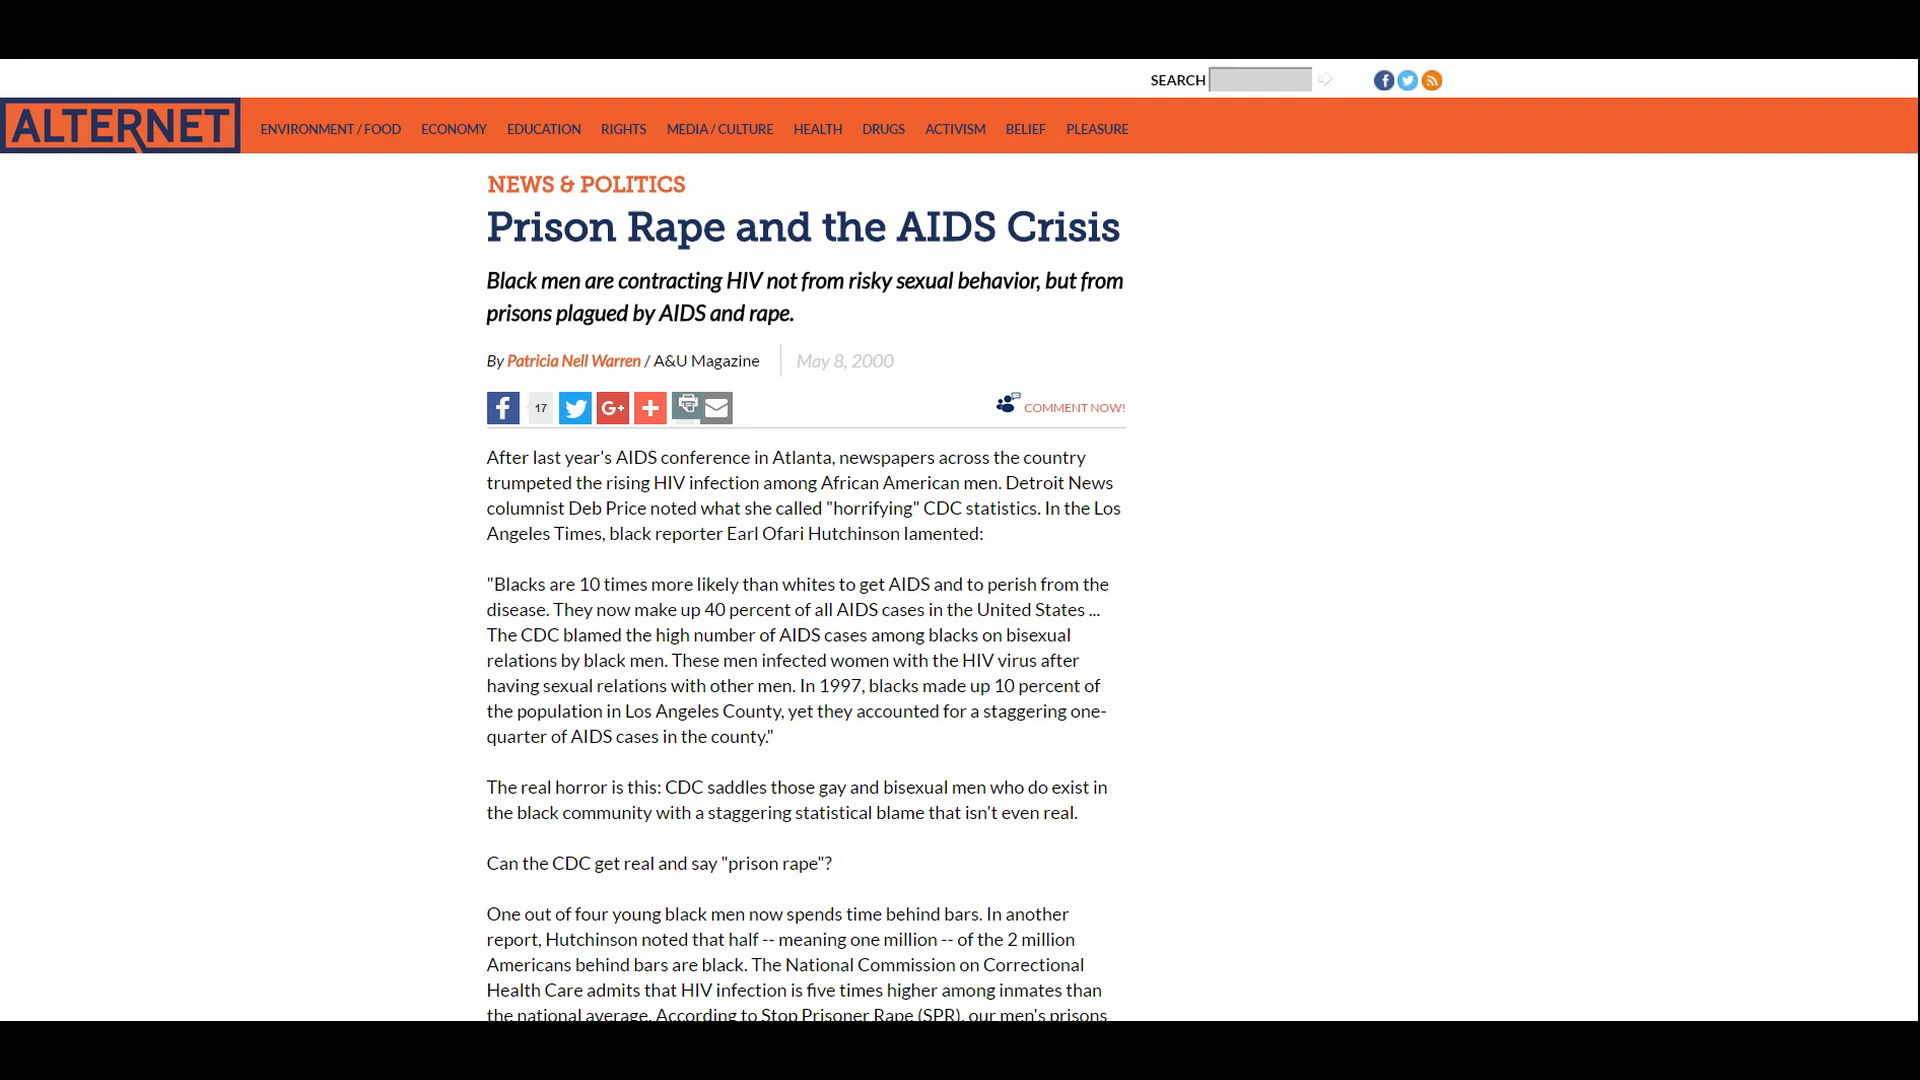 SEARCH
ALTERNET
ENVIRONMENT / FOOD ECONOMY EDUCATION RIGHTS MEDIA / CULTURE HEALTH DRUGS ACTIVISM BELIEF PLEASURE
NEWS & POLITICS
Prison Rape and the AIDS Crisis
Black men are contracting HIV not from risky sexual behavior, but from
prisons plagued by AIDS and rape.
By Patricia Nell Warren / A&U Magazine May 8, 2000
17 G+ COMMENT NOW!
After last year's AIDS conference in Atlanta, newspapers across the country
trumpeted the rising HIV infection among African American men. Detroit News
columnist Deb Price noted what she called "horrifying" CDC statistics. In the Los
Angeles Times, black reporter Earl Ofari Hutchinson lamented:
"Blacks are 10 times more likely than whites to get AIDS and to perish from the
disease. They now make up 40 percent of all AIDS cases in the United States ...
The CDC blamed the high number of AIDS cases among blacks on bisexual
relations by black men. These men infected women with the HIV virus after
having sexual relations with other men. In 1997, blacks made up 10 percent of
the population in Los Angeles County, yet they accounted for a staggering one-
quarter of AIDS cases in the county."
The real horror is this: CDC saddles those gay and bisexual men who do exist in
the black community with a staggering statistical blame that isn't even real.
Can the CDC get real and say "prison rape"?
One out of four young black men now spends time behind bars. In another
report, Hutchinson noted that half -- meaning one million -- of the 2 million
Americans behind bars are black. The National Commission on Correctional
Health Care admits that HIV infection is five times higher among inmates than
the national average. According to Stop Prisoner Rape (SPR), our men's prisons